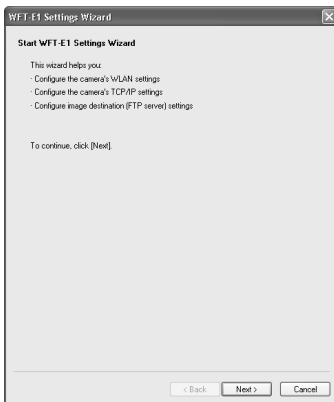 WFT-E1 Settings Wizard
Start WFT-E1 Settings Wizard
This wizard helps you:
· Configure the camera's WLAN settings
· Configure the camera's TCP/IP settings
· Configure image destination (FTP server) settings
To continue, click [Next].
< Back Next > Cancel